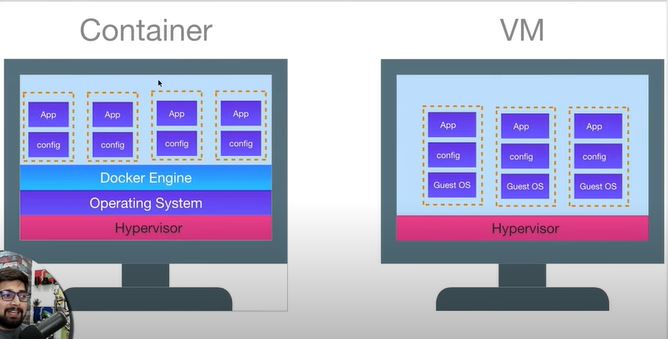 Container
VM
App
App
App
App
config
config
config
config
Docker Engine
Operating System
Hypervisor
App
App
App
config
config
config
Guest OS
Guest OS
Guest OS
Hypervisor